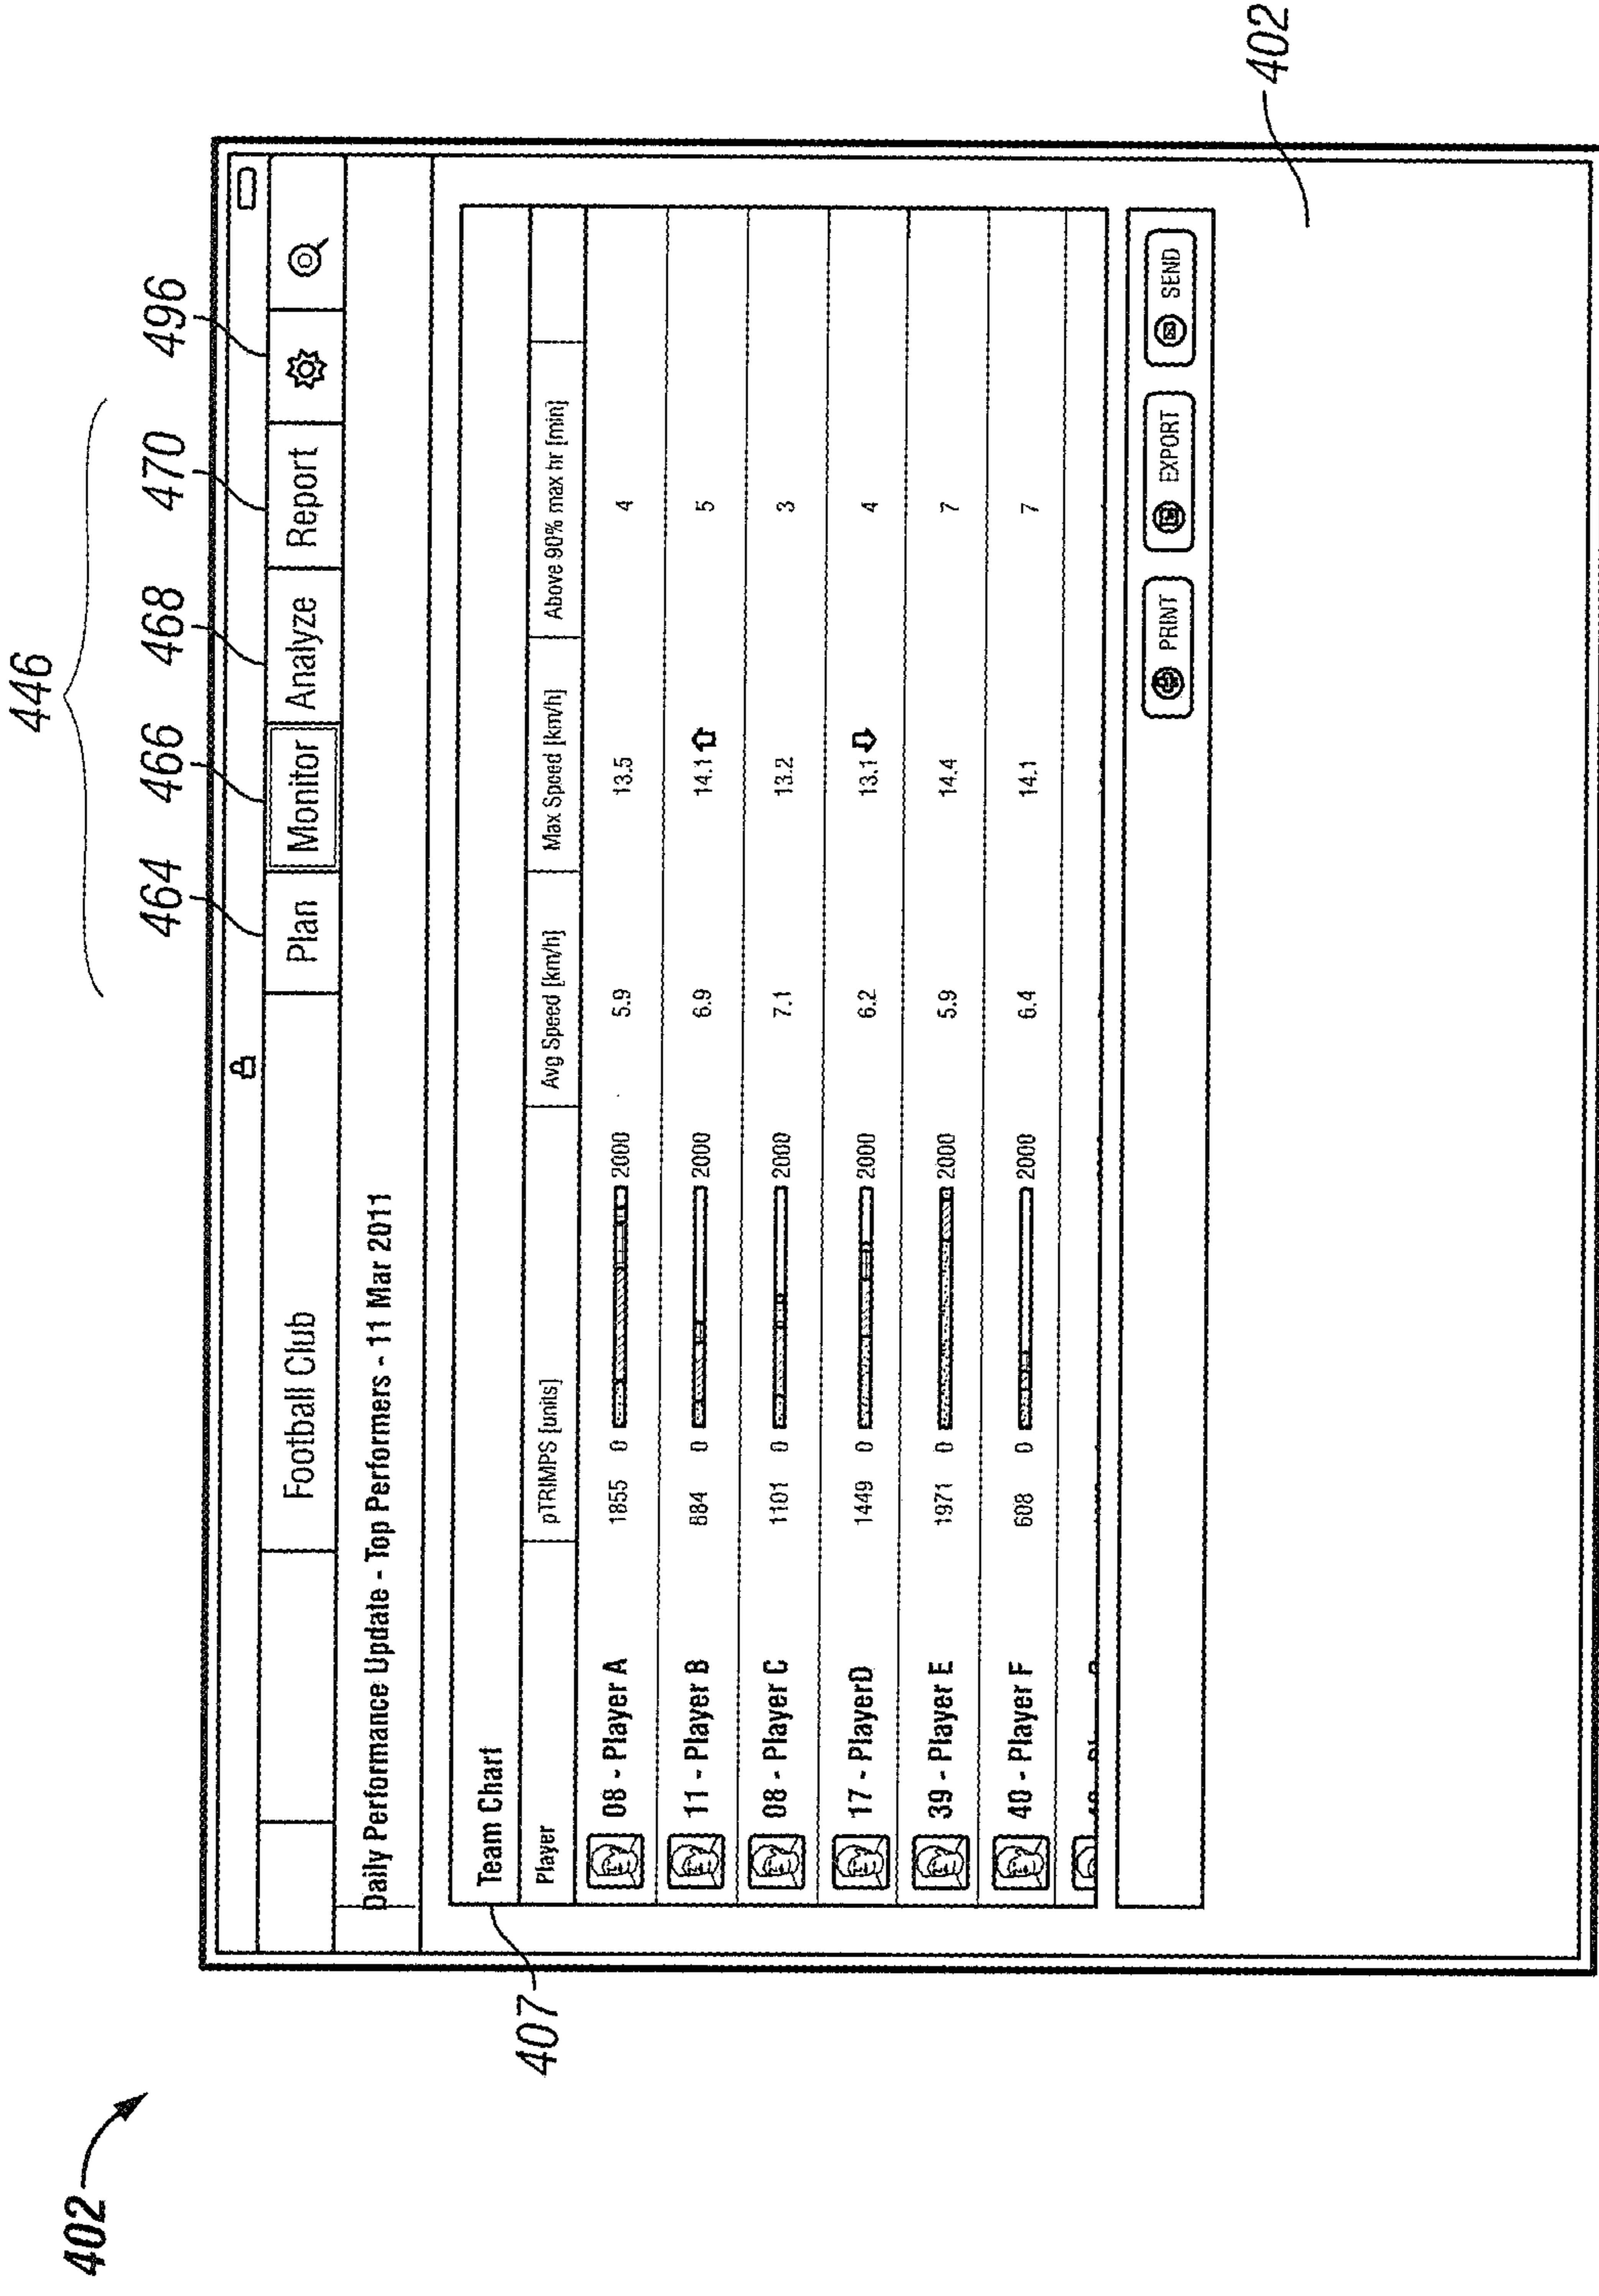 402
446
464 466 468 470 496
Football Club Plan Monitor Analyze Report
Daily Performance Update - Top Performers - 11 Mar 2011
407
Team Chart
Player pTRIMPS [units] Avg Speed [km/h] Max Speed [km/h] Above 90% max hr [min]
08 - Player A 1855 0 2000 5.9 13.5 4
11 - Player B 884 0 2000 6.9 14.1 5
08 - Player C 1101 0 2000 7.1 13.2 3
17 - PlayerD 1449 0 2000 6.2 13.1 4
39 - Player E 1971 0 2000 5.9 14.4 7
40 - Player F 608 0 2000 6.4 14.1 7
PRINT EXPORT SEND
402